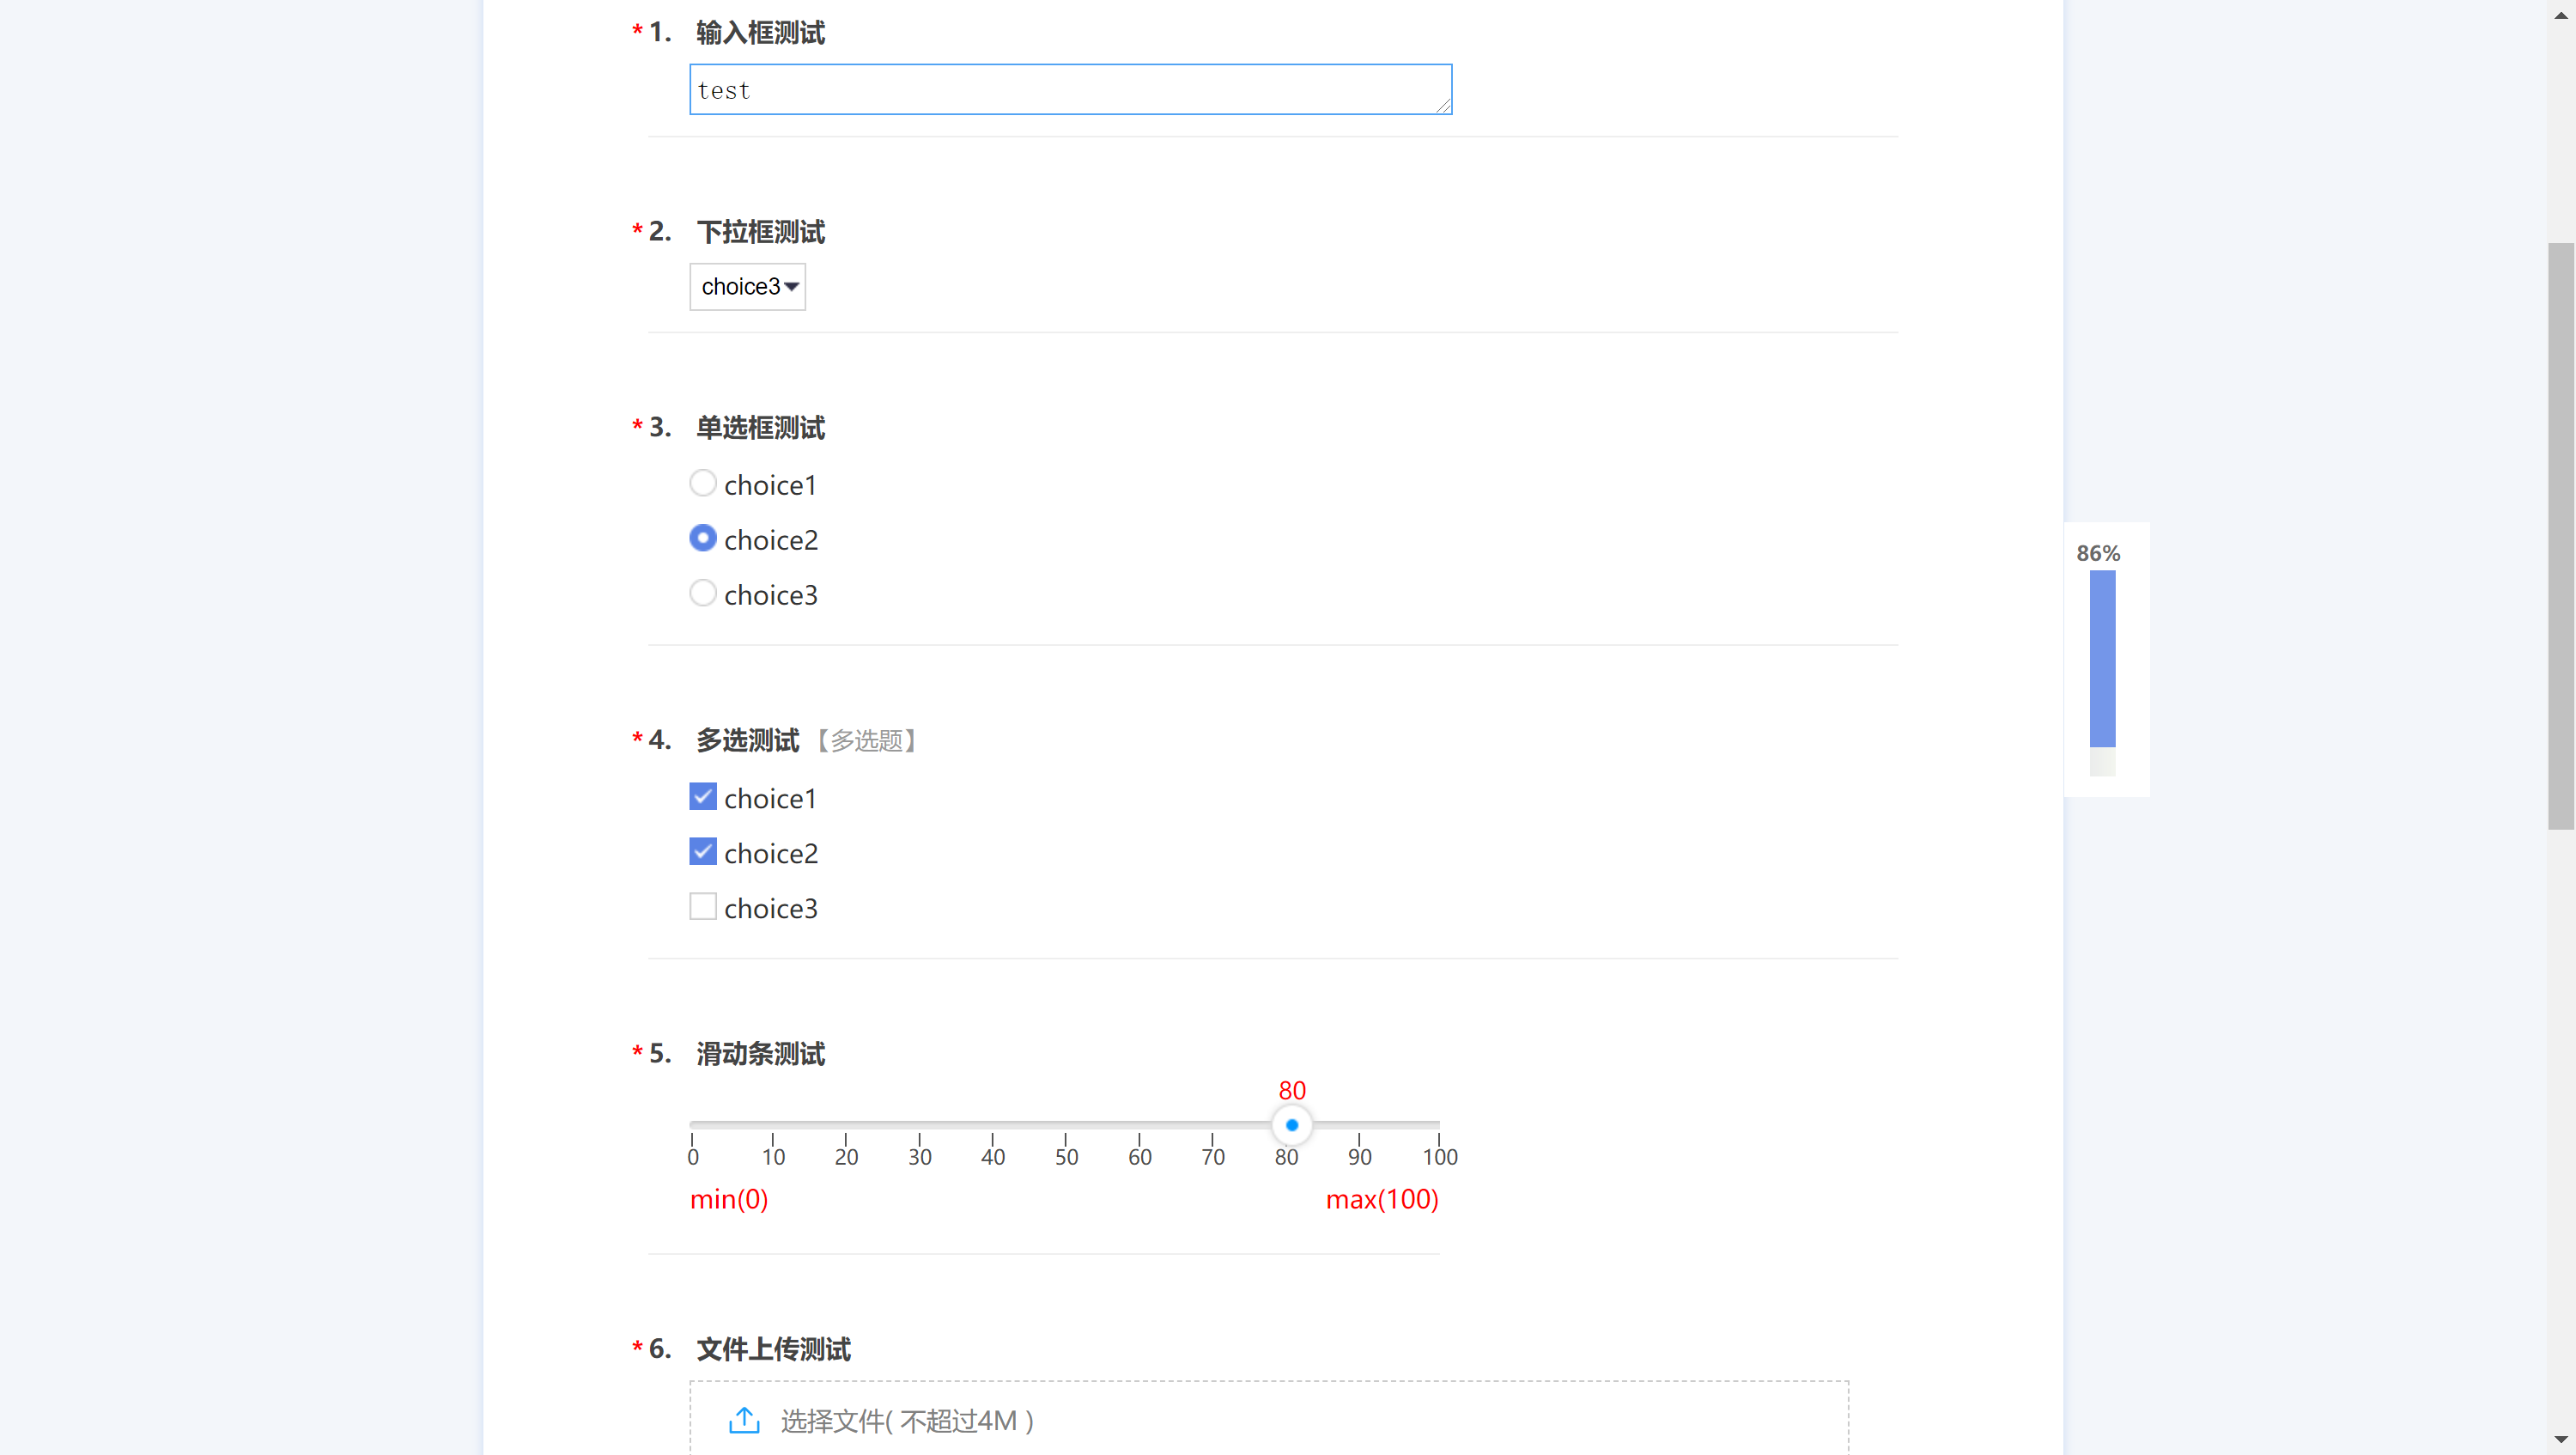 * 1. 输入框测试
test
* 2. 下拉框测试
choice3
* 3. 单选框测试
choice1
choice2
choice3
86%
* 4. 多选测试【多选题】
choice1
choice2
choice3
* 5. 滑动条测试
80
0 10 20 30 40 50 60 70 80 90 100
min(0) max(100)
* 6. 文件上传测试
选择文件( 不超过4M )